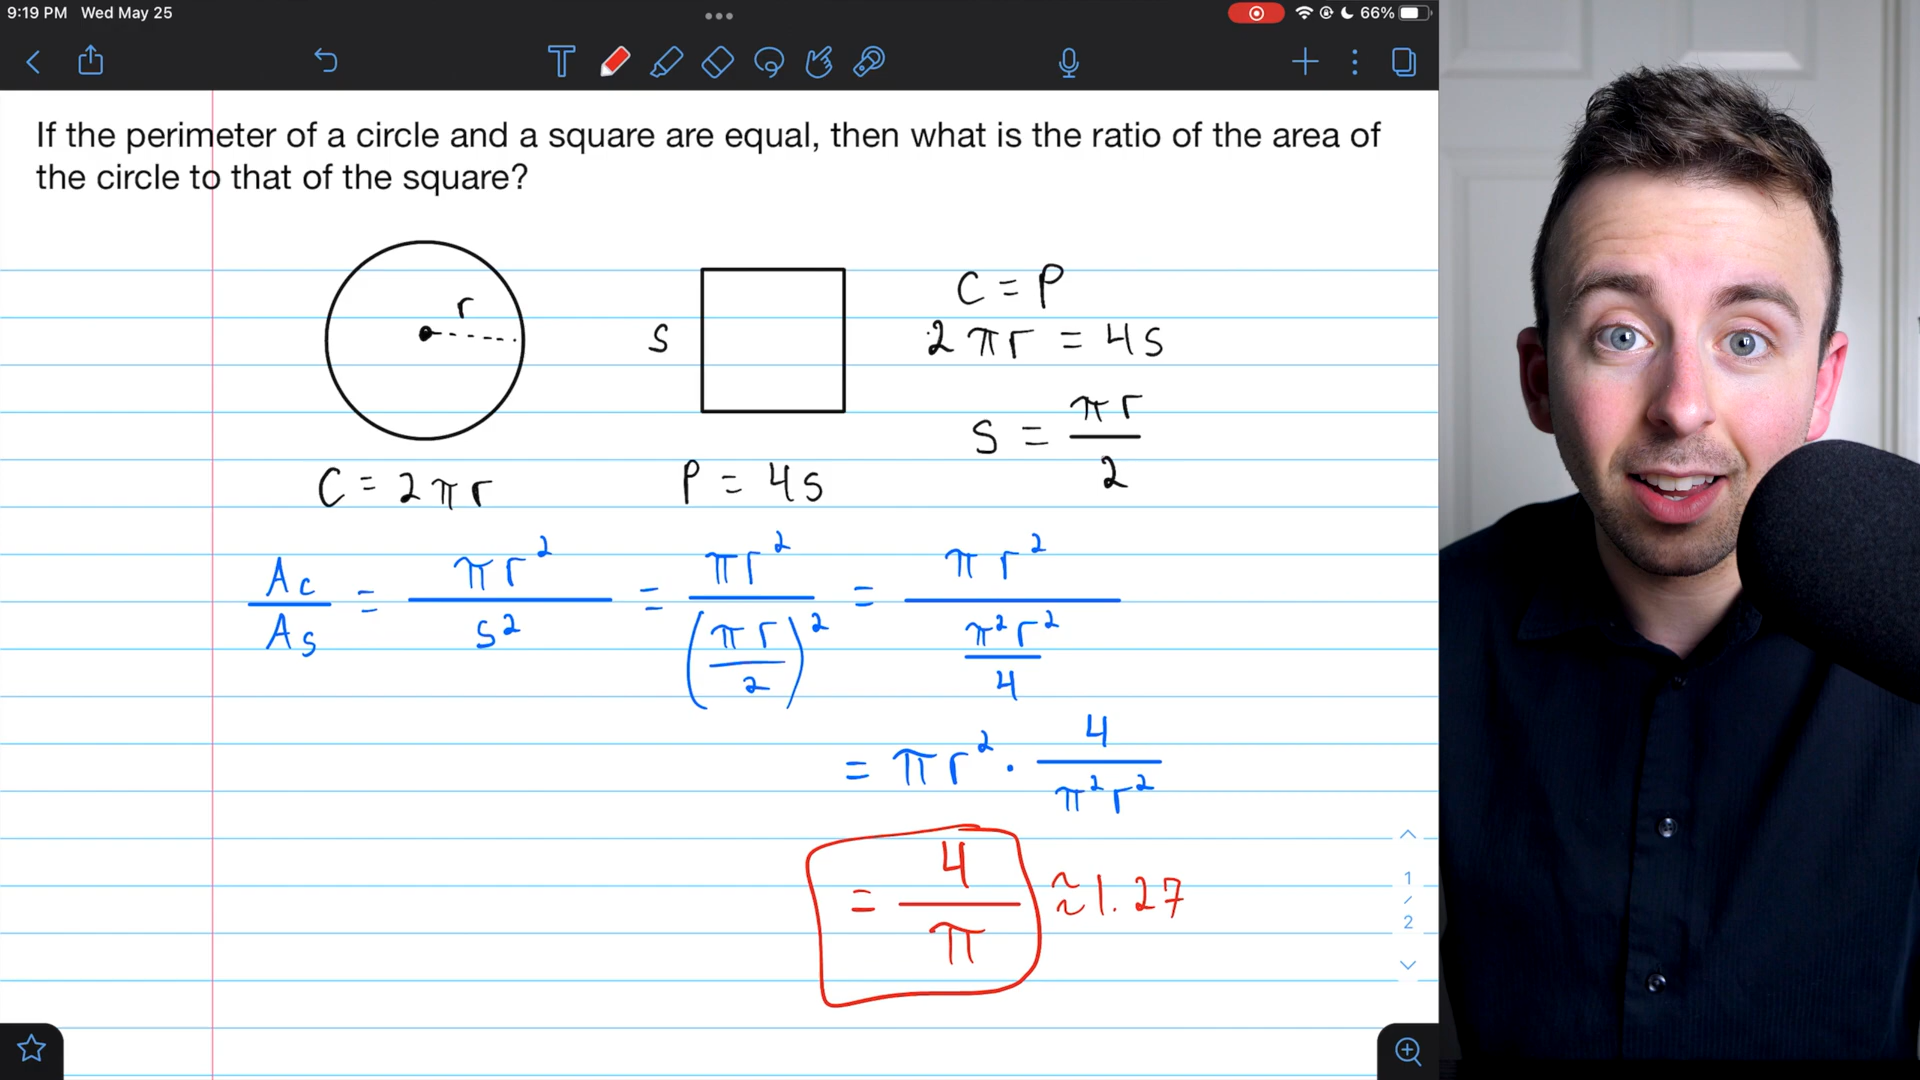 9:19 PM Wed May 25
66%
If the perimeter of a circle and a square are equal, then what is the ratio of the area of
the circle to that of the square?
r
S
C = P
2πr = 4s
S = πr/2
C = 2πr
P = 4s
Ac/As = πr²/s² = πr²/(πr/2)² = πr²/(π²r²/4)
= πr² · 4/(π²r²)
= 4/π ≈ 1.27
1/2